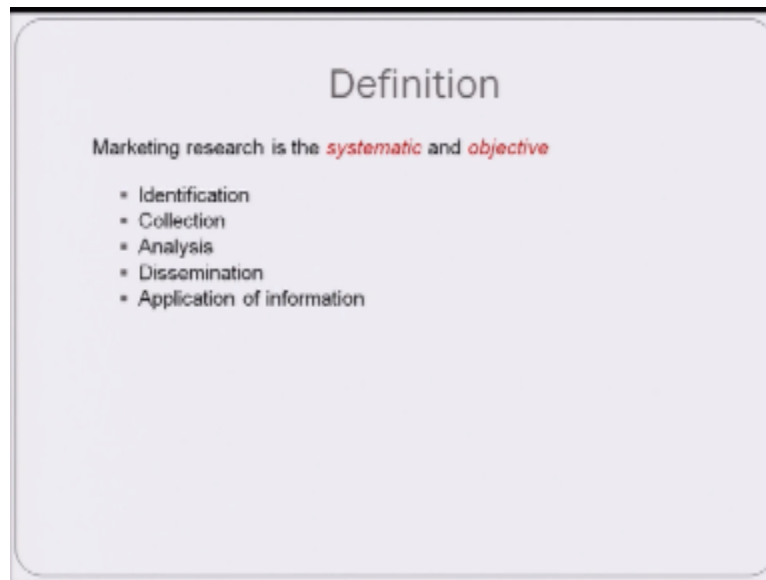 Definition
Marketing research is the systematic and objective
▪ Identification
▪ Collection
▪ Analysis
▪ Dissemination
▪ Application of information